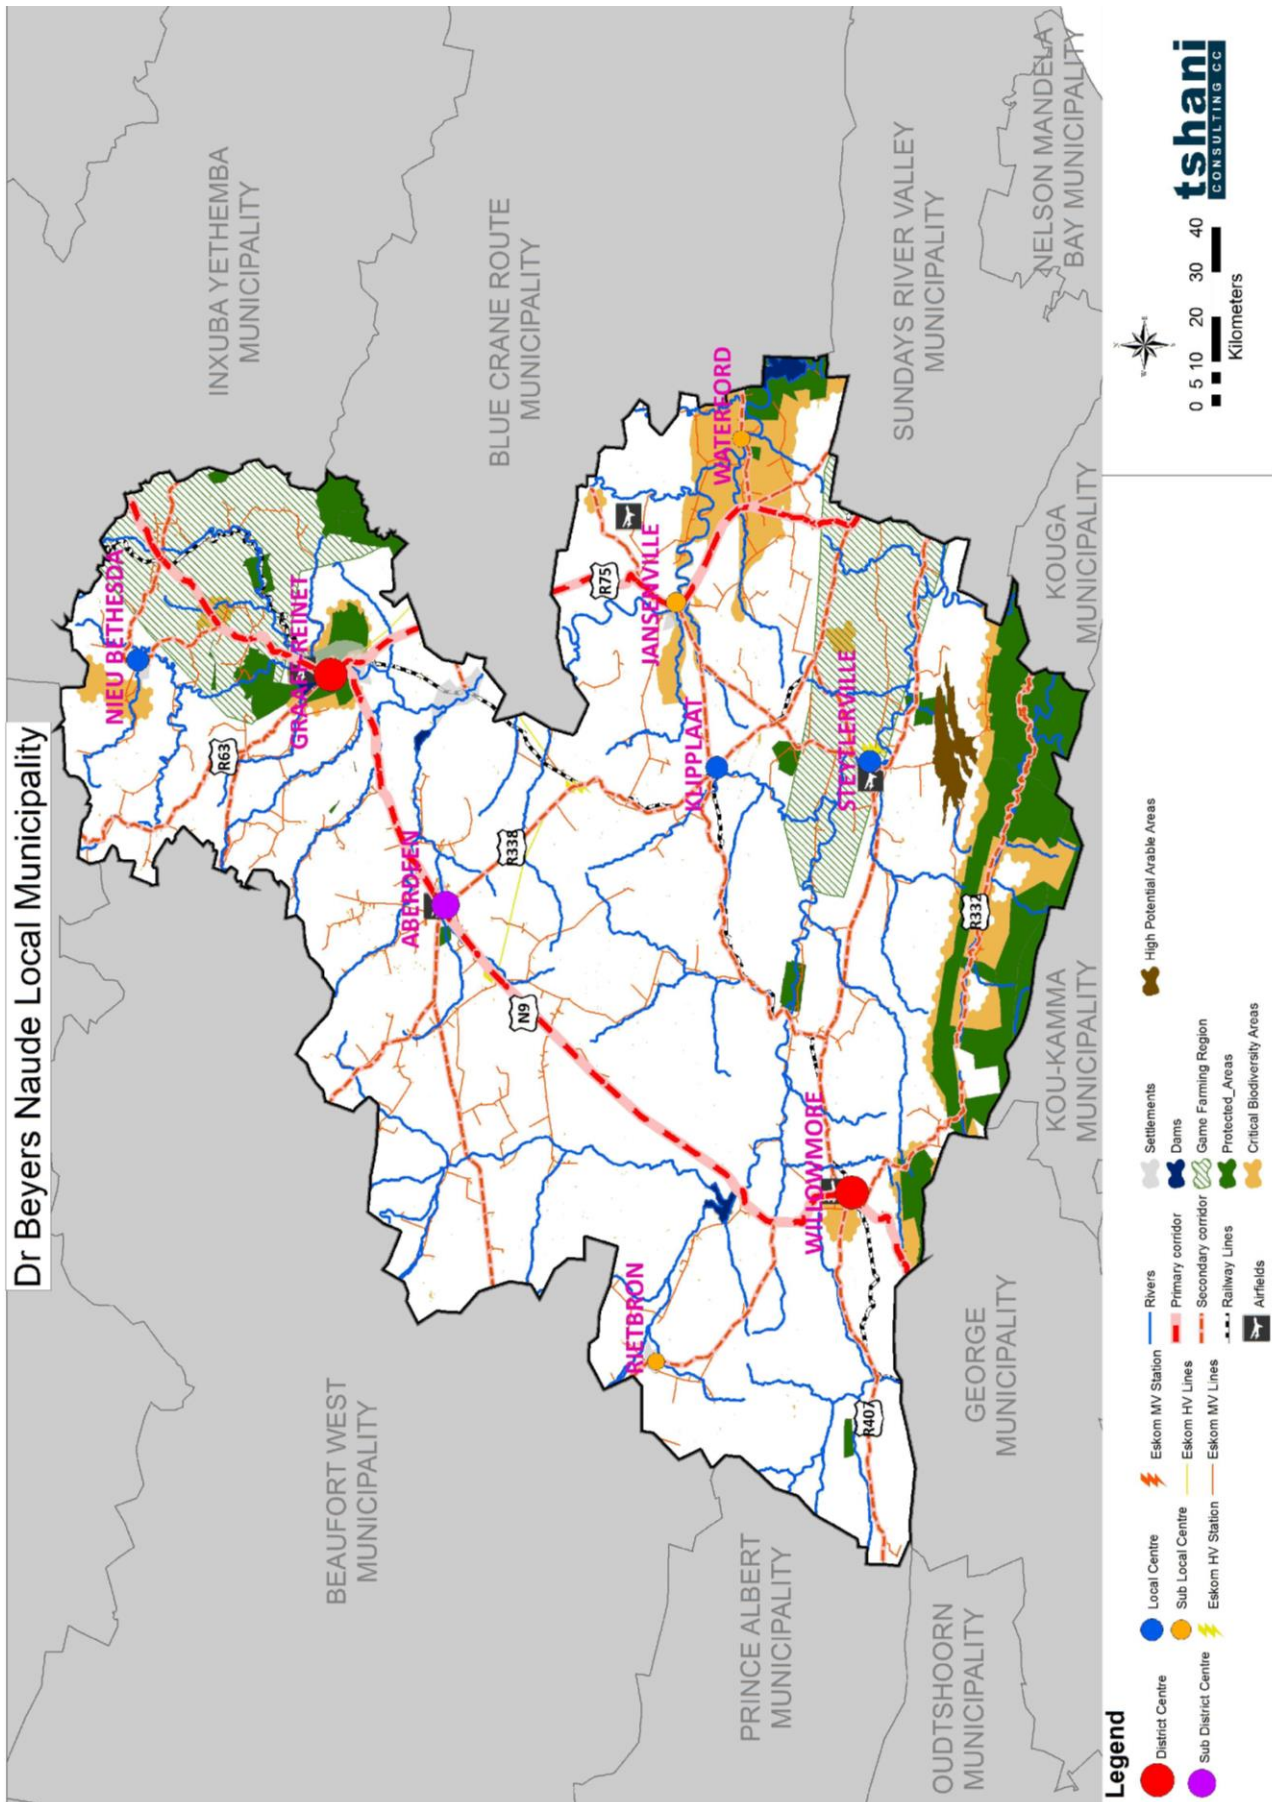 Dr Beyers Naude Local Municipality
INXUBA YETHEMBA
MUNICIPALITY
BLUE CRANE ROUTE
MUNICIPALITY
SUNDAYS RIVER VALLEY
MUNICIPALITY
NELSON MANDELA
BAY MUNICIPALITY
KOUGA
MUNICIPALITY
KOU-KAMMA
MUNICIPALITY
GEORGE
MUNICIPALITY
BEAUFORT WEST
MUNICIPALITY
PRINCE ALBERT
MUNICIPALITY
OUDTSHOORN
MUNICIPALITY
NIEU BETHESDA
GRAAFF REINET
ABERDEEN
JANSENVILLE
WATERFORD
KLIPPLAAT
STEYTLERVILLE
WILLOWMORE
RIETBRON
R63
R338
N9
R75
R332
R407
Legend
District Centre
Sub District Centre
Local Centre
Sub Local Centre
Eskom HV Station
Eskom MV Station
Eskom HV Lines
Eskom MV Lines
Rivers
Primary corridor
Secondary corridor
Railway Lines
Airfields
Settlements
Dams
Game Farming Region
Protected_Areas
Critical Biodiversity Areas
High Potential Arable Areas
N
W
E
S
0 5 10 20 30 40
Kilometers
tshani
CONSULTING CC